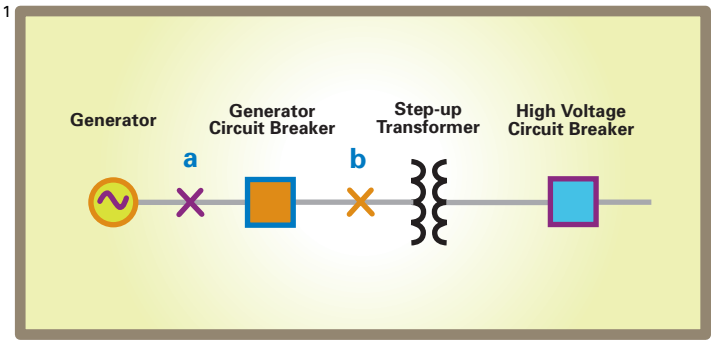 1
Generator
Generator
Circuit Breaker
Step-up
Transformer
High Voltage
Circuit Breaker
a
b